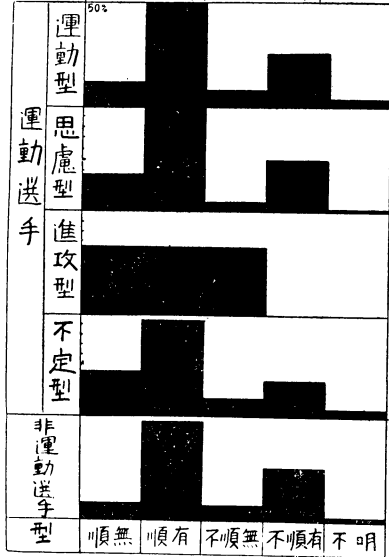 50%
運動選手
運動型
思慮型
進攻型
不定型
非運動選手
型
順無
順有
不順無
不順有
不明